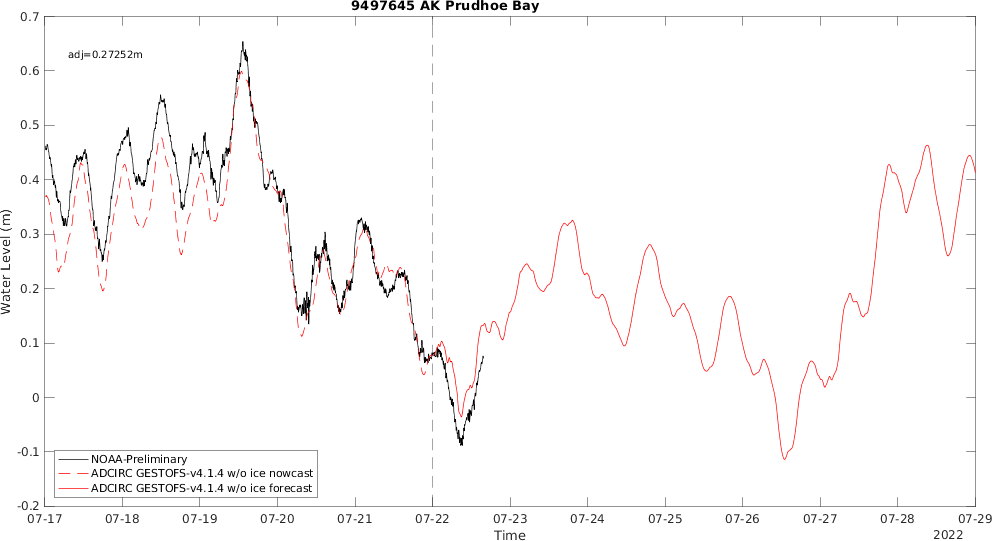 9497645 AK Prudhoe Bay
0.7
adj=0.27252m
0.6
0.5
0.4
0.3
0.2
0.1
0
-0.1
-0.2
Water Level (m)
NOAA-Preliminary
ADCIRC GESTOFS-v4.1.4 w/o ice nowcast
ADCIRC GESTOFS-v4.1.4 w/o ice forecast
07-17 07-18 07-19 07-20 07-21 07-22 07-23 07-24 07-25 07-26 07-27 07-28 07-29
Time
2022